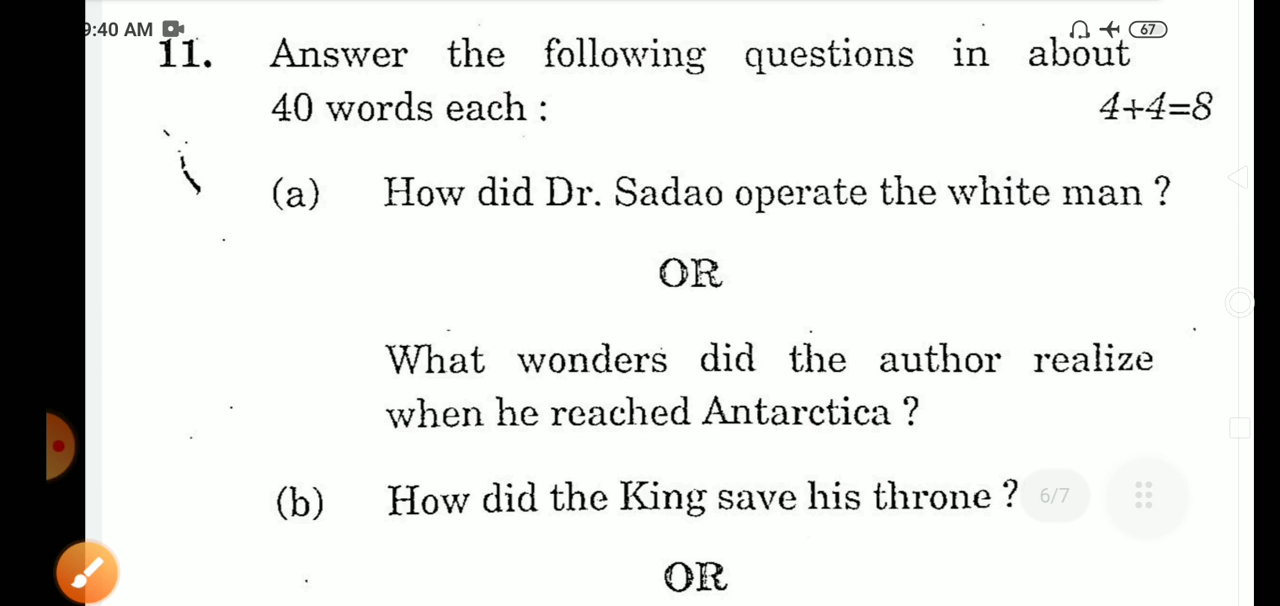 9:40 AM
67
11. Answer the following questions in about
40 words each : 4+4=8
(a) How did Dr. Sadao operate the white man ?
OR
What wonders did the author realize
when he reached Antarctica ?
(b) How did the King save his throne ?
6/7
OR